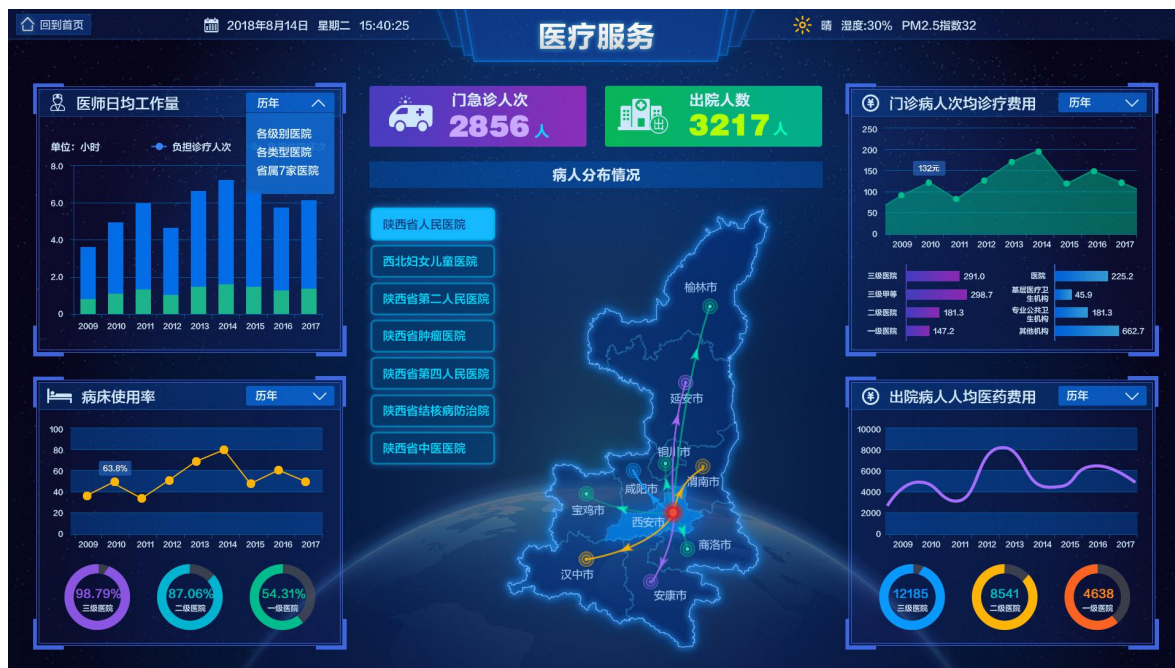 回到首页
2018年8月14日 星期二 15:40:25
医疗服务
晴 湿度:30% PM2.5指数32
医师日均工作量
历年
各级别医院
各类型医院
省属7家医院
单位: 小时
负担诊疗人次
8.0
6.0
4.0
2.0
0
2009 2010 2011 2012 2013 2014 2015 2016 2017
病床使用率
历年
100
80
60
40
20
0
63.8%
2009 2010 2011 2012 2013 2014 2015 2016 2017
98.79%
三级医院
87.06%
二级医院
54.31%
一级医院
门急诊人次
2856 人
出院人数
3217 人
出
病人分布情况
陕西省人民医院
西北妇女儿童医院
陕西省第二人民医院
陕西省肿瘤医院
陕西省第四人民医院
陕西省结核病防治院
陕西省中医医院
榆林市
延安市
铜川市
渭南市
咸阳市
宝鸡市
西安市
商洛市
汉中市
安康市
门诊病人次均诊疗费用
历年
250
200
150
100
50
0
132元
2009 2010 2011 2012 2013 2014 2015 2016 2017
三级医院 291.0
三级甲等 298.7
二级医院 181.3
一级医院 147.2
医院 225.2
基层医疗卫
生机构 45.9
专业公共卫
生机构 181.3
其他机构 662.7
出院病人人均医药费用
历年
10000
8000
6000
4000
2000
0
2009 2010 2011 2012 2013 2014 2015 2016 2017
12185
三级医院
8541
二级医院
4638
一级医院